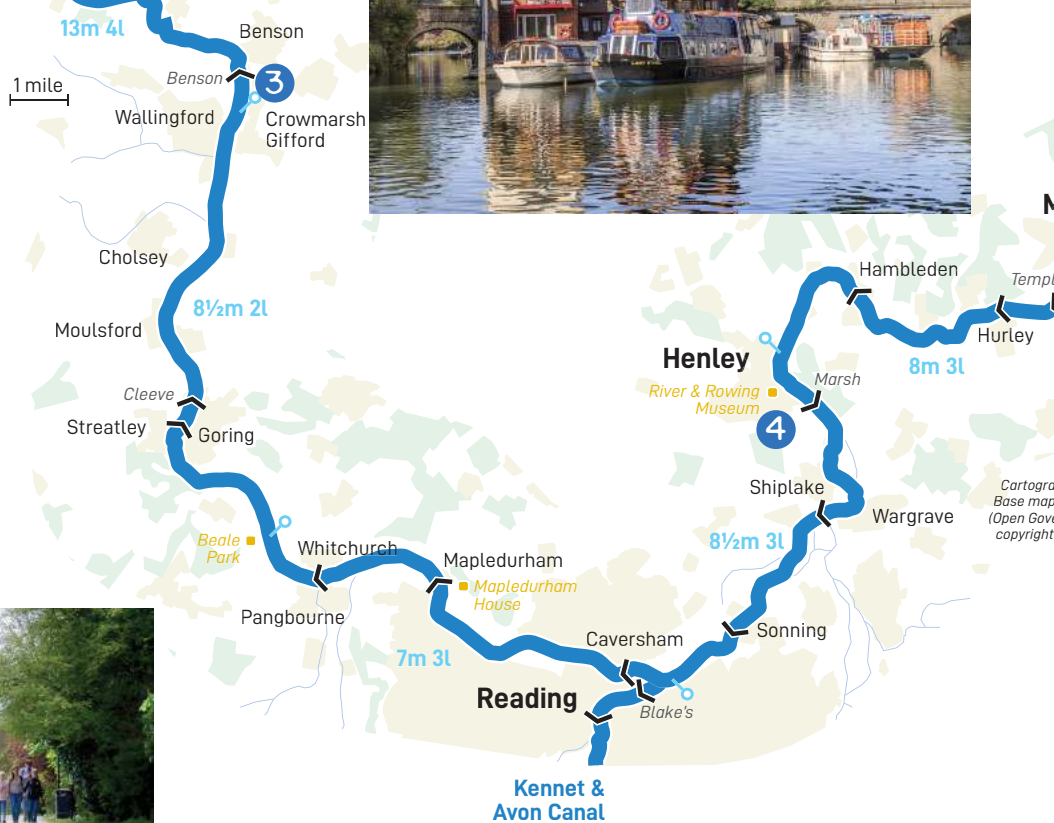 13m 4l
Benson
Benson
3
1 mile
Wallingford
Crowmarsh
Gifford
Cholsey
8½m 2l
Moulsford
Cleeve
Streatley
Goring
Beale
Park
Whitchurch
Pangbourne
Mapledurham
Mapledurham
House
7m 3l
Caversham
Reading
Blake's
Kennet &
Avon Canal
Sonning
8½m 3l
Shiplake
Wargrave
4
Marsh
River & Rowing
Museum
Henley
Hambleden
8m 3l
Hurley
Templ
M
Cartogra
Base map
(Open Gove
copyright